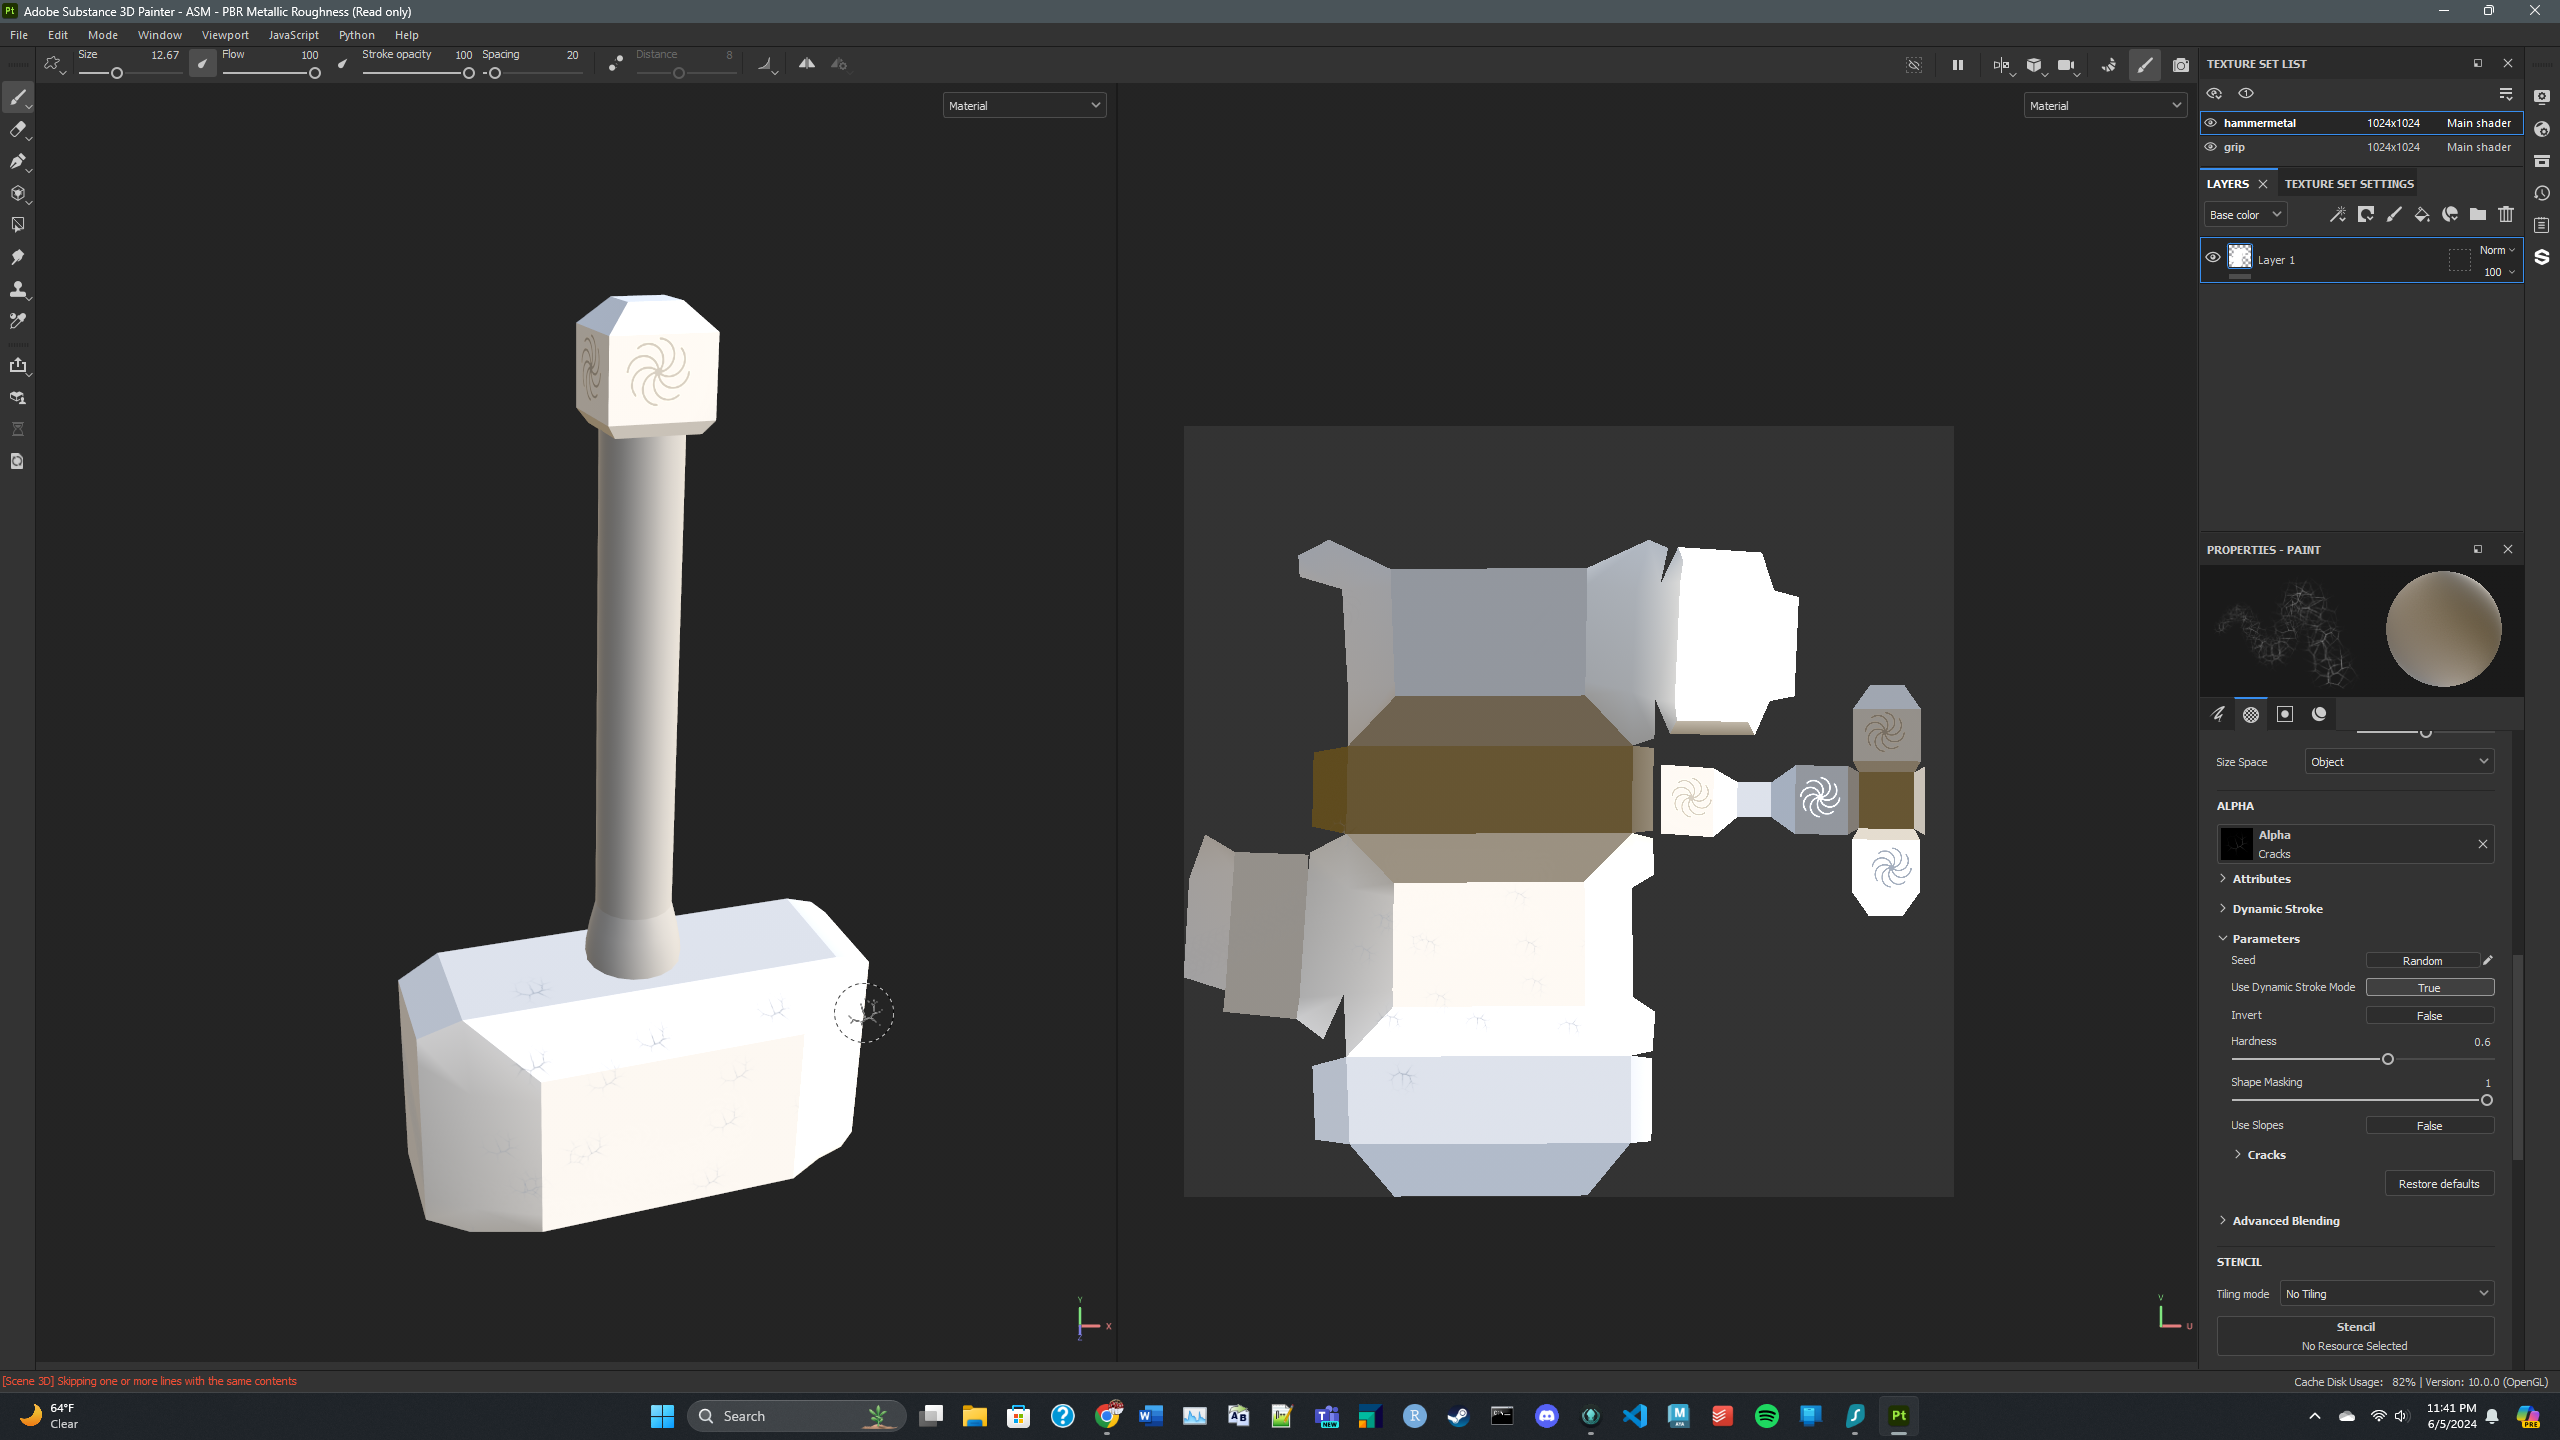 Pt Adobe Substance 3D Painter - ASM - PBR Metallic Roughness (Read only)
File Edit Mode Window Viewport JavaScript Python Help
Size 12.67 Flow 100 Stroke opacity 100 Spacing 20 Distance 8
Material
Material
TEXTURE SET LIST
hammermetal 1024x1024 Main shader
grip 1024x1024 Main shader
LAYERS TEXTURE SET SETTINGS
Base color
Norm
Layer 1
100
PROPERTIES - PAINT
Size Space Object
ALPHA
Alpha
Cracks
Attributes
Dynamic Stroke
Parameters
Seed Random
Use Dynamic Stroke Mode True
Invert False
Hardness 0.6
Shape Masking 1
Use Slopes False
Cracks
Restore defaults
Advanced Blending
STENCIL
Tiling mode No Tiling
Stencil
No Resource Selected
Y
X
Z
V
U
[Scene 3D] Skipping one or more lines with the same contents
Cache Disk Usage: 82% | Version: 10.0.0 (OpenGL)
64°F
Clear
Search
NEW
Pt
11:41 PM
6/5/2024
PRE